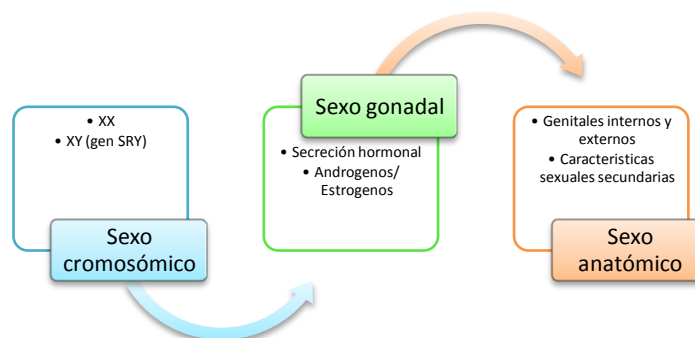 • XX
• XY (gen SRY)
Sexo
cromosómico
Sexo gonadal
• Secreción hormonal
• Androgenos/
Estrogenos
• Genitales internos y
externos
• Caracteristicas
sexuales secundarias
Sexo
anatómico